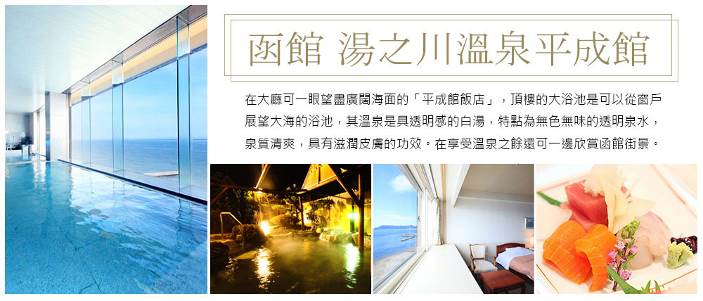 函館 湯之川溫泉平成館
在大廳可一眼望盡廣闊海面的「平成館飯店」，頂樓的大浴池是可以從窗戶
展望大海的浴池，其溫泉是具透明感的白湯，特點為無色無味的透明泉水，
泉質清爽，具有滋潤皮膚的功效。在享受溫泉之餘還可一邊欣賞函館街景。